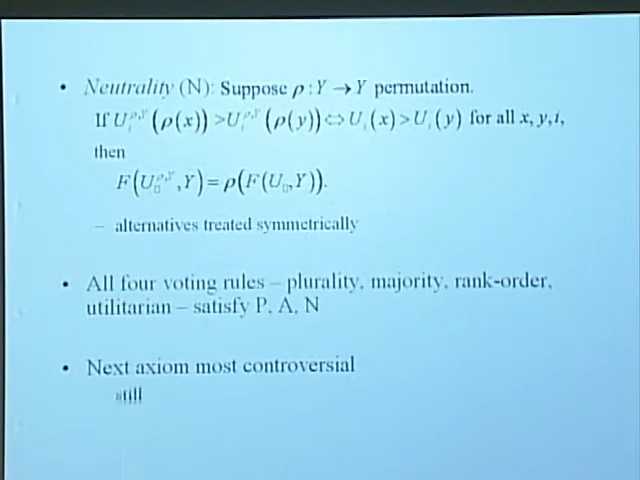 • Neutrality (N): Suppose ρ : Y → Y permutation.
If U_i^{ρ,Y}(ρ(x)) > U_i^{ρ,Y}(ρ(y)) ⇔ U_i(x) > U_i(y) for all x, y, i,
then
F(U_□^{ρ,Y}, Y) = ρ(F(U_□, Y)).
– alternatives treated symmetrically
• All four voting rules – plurality, majority, rank-order,
utilitarian – satisfy P, A, N
• Next axiom most controversial
still